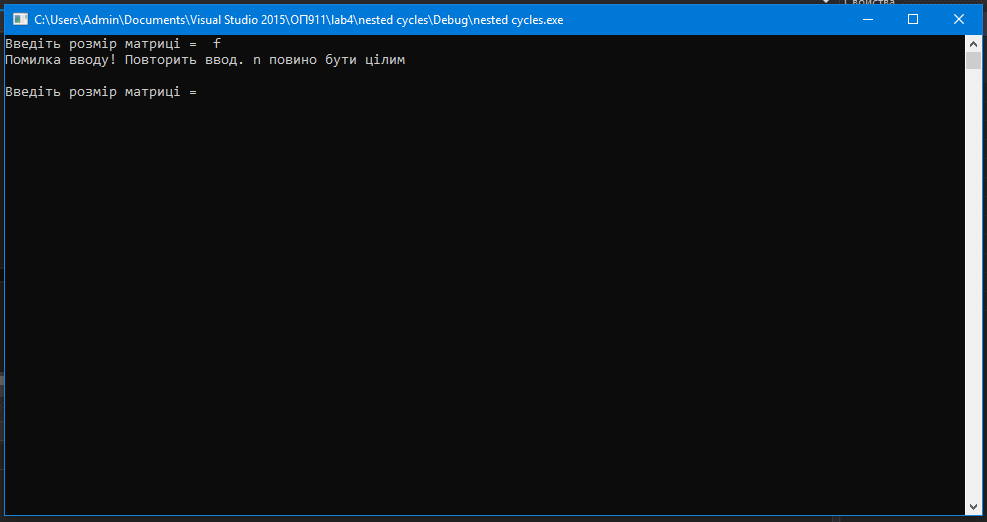 Свойства
C:\Users\Admin\Documents\Visual Studio 2015\ОП911\lab4\nested cycles\Debug\nested cycles.exe
Введіть розмір матриці =  f
Помилка вводу! Повторить ввод. n повино бути цілим
Введіть розмір матриці =